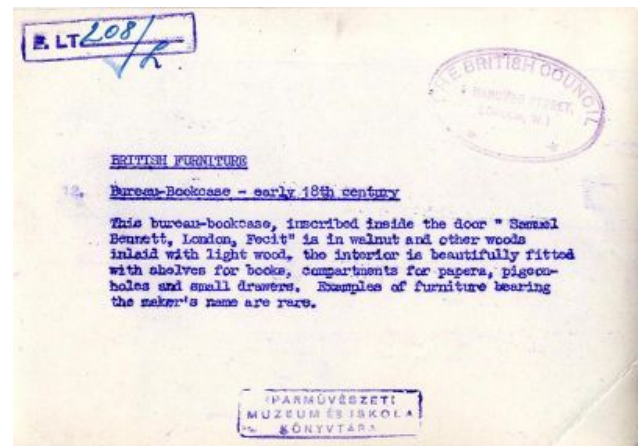 E. LT 208/2
THE BRITISH COUNCIL
HANOVER STREET,
LONDON, W.1
BRITISH FURNITURE
12. Bureau-Bookcase - early 18th century
This bureau-bookcase, inscribed inside the door " Samuel
Bennett, London, Fecit" is in walnut and other woods
inlaid with light wood, the interior is beautifully fitted
with shelves for books, compartments for papers, pigeon-
holes and small drawers. Examples of furniture bearing
the maker's name are rare.
IPARMŰVÉSZETI
MUZEUM ÉS ISKOLA
KÖNYVTÁRA